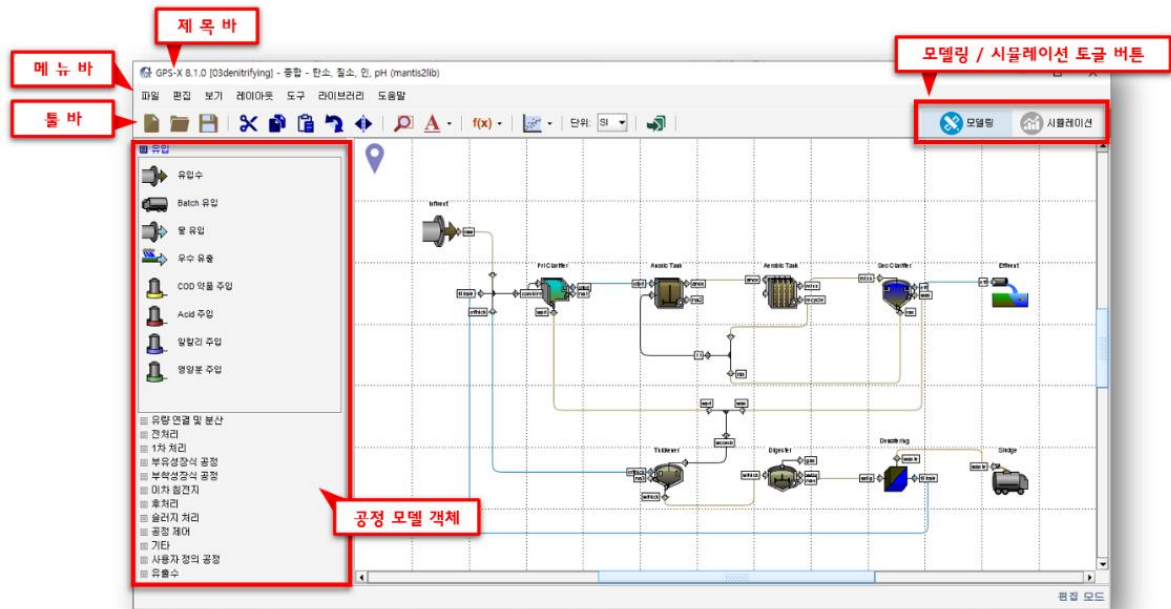 제 목 바
모델링 / 시뮬레이션 토글 버튼
메 뉴 바
GPS-X 8.1.0 [03denitrifying] - 종합 - 탄소, 질소, 인, pH (mantis2lib)
파일 편집 보기 레이아웃 도구 라이브러리 도움말
툴 바
A f(x) 단위: SI 모델링 시뮬레이션
유입
유입수
Batch 유입
물 유입
우수 유출
COD 약품 주입
Acid 주입
알칼리 주입
영양분 주입
유량 연결 및 분산
전처리
1차 처리
부유성장식 공정
부착성장식 공정
이차 침전지
후처리
슬러지 처리
공정 제어
기타
사용자 정의 공정
유출수
공정 모델 객체
Influent
Pri Clarifier Anoxic Tank Aerobic Tank Sec Clarifier Effluent
Thickener Digester Dewatering Sludge
편집 모드